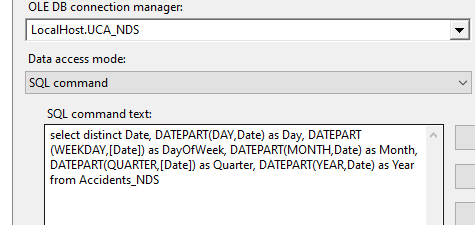 OLE DB connection manager:
LocalHost.UCA_NDS
Data access mode:
SQL command
SQL command text:
select distinct Date, DATEPART(DAY,Date) as Day, DATEPART
(WEEKDAY,[Date]) as DayOfWeek, DATEPART(MONTH,Date) as Month,
DATEPART(QUARTER,[Date]) as Quarter, DATEPART(YEAR,Date) as Year
from Accidents_NDS